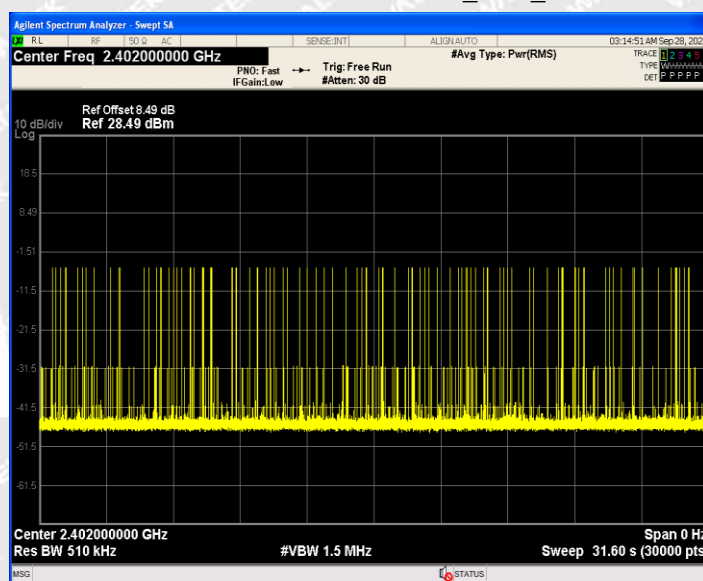 Agilent Spectrum Analyzer - Swept SA
RL RF 50 Ω AC SENSE:INT ALIGN AUTO 03:14:51 AM Sep 28, 202
Center Freq 2.402000000 GHz
#Avg Type: Pwr(RMS)
TRACE 1 2 3 4 5
TYPE
DET P P P P P
PNO: Fast
IFGain:Low
Trig: Free Run
#Atten: 30 dB
Ref Offset 8.49 dB
10 dB/div Ref 28.49 dBm
Log
18.5
8.49
-1.51
-11.5
-21.5
-31.5
-41.5
-51.5
-61.5
Center 2.402000000 GHz Span 0 Hz
Res BW 510 kHz #VBW 1.5 MHz Sweep 31.60 s (30000 pts
MSG STATUS